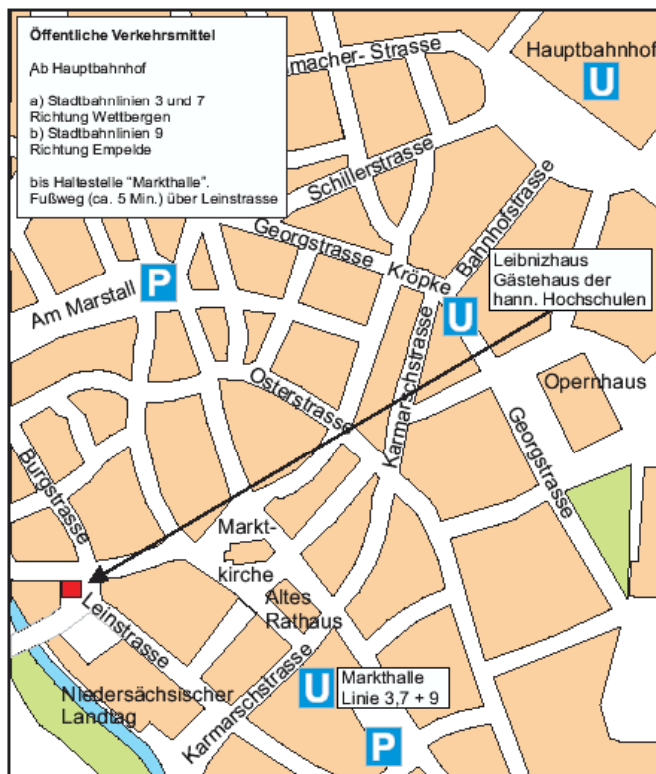 Öffentliche Verkehrsmittel
Ab Hauptbahnhof
a) Stadtbahnlinien 3 und 7
Richtung Wettbergen
b) Stadtbahnlinien 9
Richtung Empelde
bis Haltestelle "Markthalle".
Fußweg (ca. 5 Min.) über Leinstrasse
macher- Strasse
Hauptbahnhof
U
Schillerstrasse
Georgstrasse
Kröpke
Bahnhofstrasse
Leibnizhaus
Gästehaus der
hann. Hochschulen
P
Am Marstall
U
Karmarschstrasse
Osterstrasse
Opernhaus
Georgstrasse
Burgstrasse
Markt-
kirche
Altes
Rathaus
Leinstrasse
Karmarschstrasse
U
Markthalle
Linie 3,7 + 9
Niedersächsischer
Landtag
P